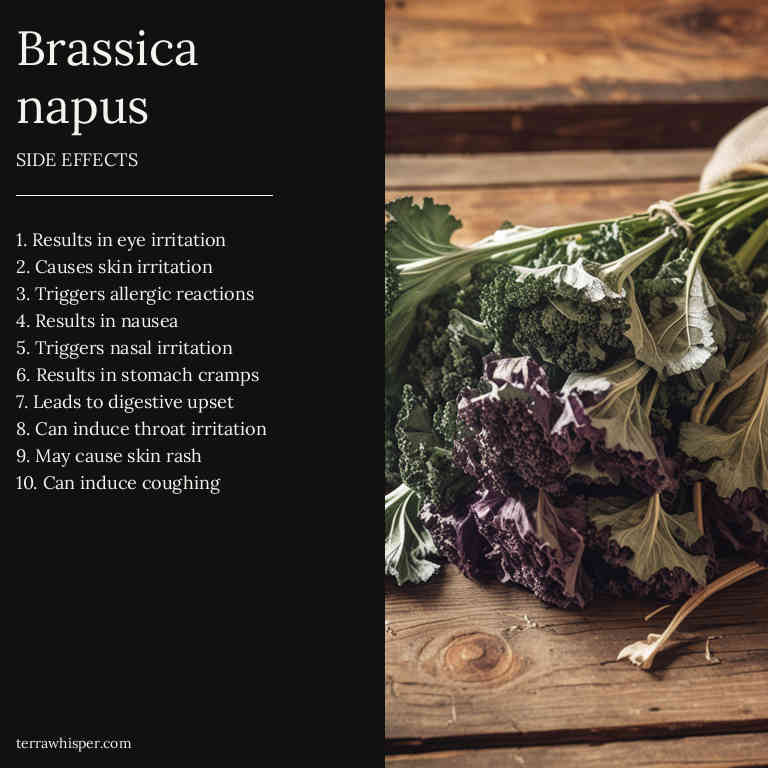 Brassica
napus
SIDE EFFECTS
1. Results in eye irritation
2. Causes skin irritation
3. Triggers allergic reactions
4. Results in nausea
5. Triggers nasal irritation
6. Results in stomach cramps
7. Leads to digestive upset
8. Can induce throat irritation
9. May cause skin rash
10. Can induce coughing
terrawhisper.com